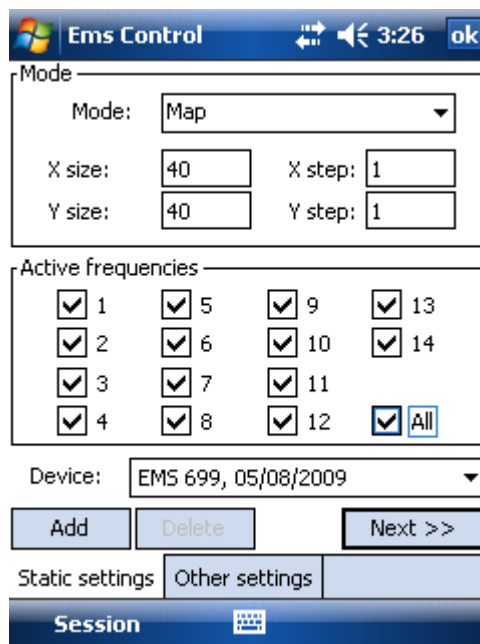 Ems Control 3:26 ok
Mode
Mode: Map
X size: 40 X step: 1
Y size: 40 Y step: 1
Active frequencies
1 5 9 13
2 6 10 14
3 7 11
4 8 12 All
Device: EMS 699, 05/08/2009
Add Delete Next >>
Static settings Other settings
Session